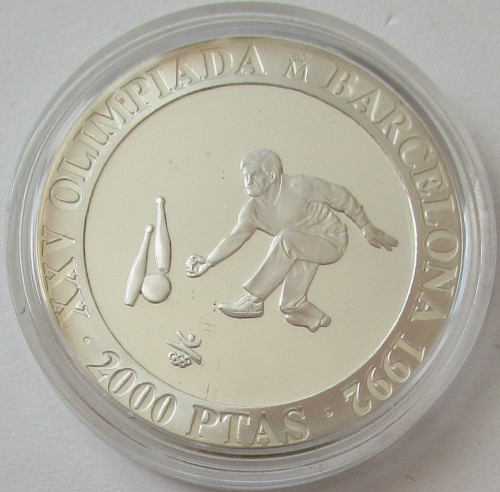 XXV OLIMPIADA M BARCELONA 1992
· 2000 PTAS ·